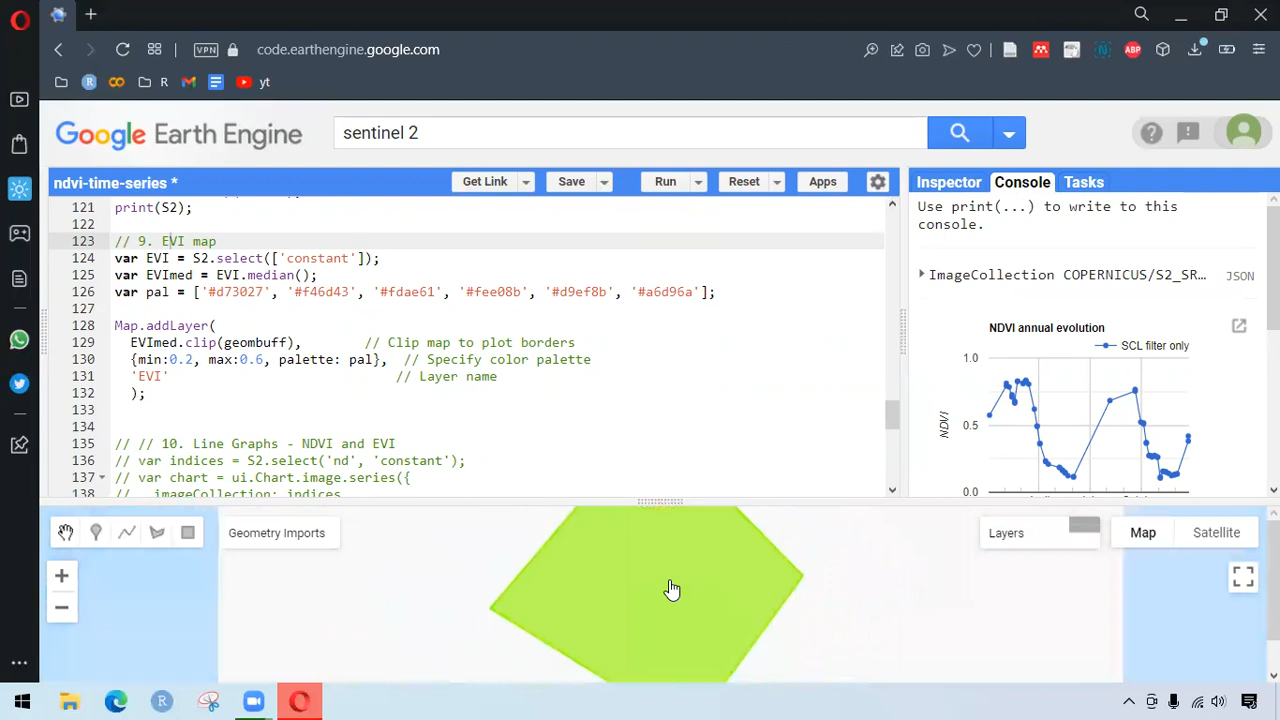 code.earthengine.google.com
VPN
ABP
R
yt
Google Earth Engine
sentinel 2
ndvi-time-series *
Get Link
Save
Run
Reset
Apps
Inspector
Console
Tasks
121 print(S2);
122
123 // 9. EVI map
124 var EVI = S2.select(['constant']);
125 var EVImed = EVI.median();
126 var pal = ['#d73027', '#f46d43', '#fdae61', '#fee08b', '#d9ef8b', '#a6d96a'];
127
128 Map.addLayer(
129 EVImed.clip(geombuff), // Clip map to plot borders
130 {min:0.2, max:0.6, palette: pal}, // Specify color palette
131 'EVI' // Layer name
132 );
133
134
135 // // 10. Line Graphs - NDVI and EVI
136 // var indices = S2.select('nd', 'constant');
137 // var chart = ui.Chart.image.series({
138 // imageCollection: indices
Use print(...) to write to this
console.
ImageCollection COPERNICUS/S2_SR…
JSON
NDVI annual evolution
SCL filter only
1.0
NDVI
0.5
0.0
Geometry Imports
Layers
Map
Satellite